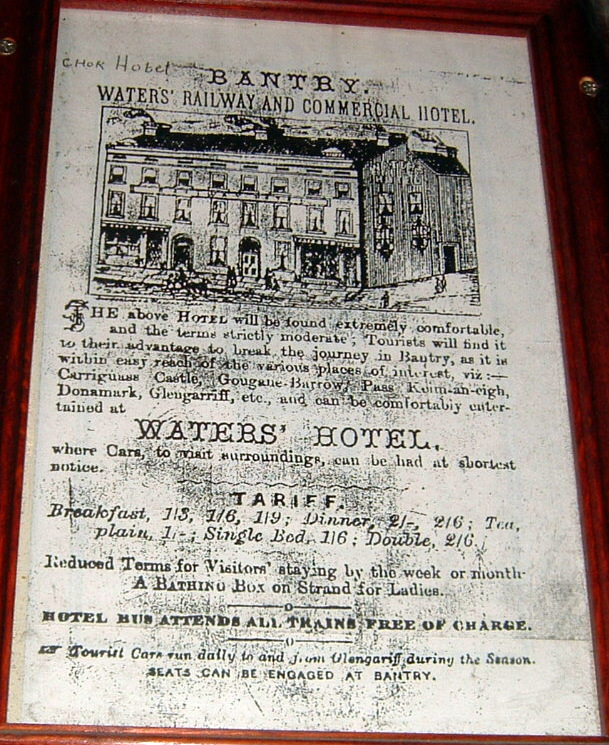 CHOR Hotel
BANTRY.
WATERS' RAILWAY AND COMMERCIAL HOTEL.
THE above HOTEL will be found extremely comfortable,
and the terms strictly moderate; Tourists will find it
to their advantage to break the journey in Bantry, as it is
within easy reach of the various places of interest, viz:—
Carriguass Castle, Gougane-Barrow, Pass Keim-an-eigh,
Donamark, Glengarriff, etc., and can be comfortably enter-
tained at
WATERS' HOTEL,
where Cars, to visit surroundings, can be had at shortest
notice.
TARIFF.
Breakfast, 1/3, 1/6, 1/9; Dinner, 2/-, 2/6; Tea,
plain, 1/-; Single Bed, 1/6; Double, 2/6.
Reduced Terms for Visitors' staying by the week or month-
A BATHING BOX on Strand for Ladies.
HOTEL BUS ATTENDS ALL TRAINS FREE OF CHARGE.
Tourist Cars run daily to and from Glengariff during the Season.
SEATS CAN BE ENGAGED AT BANTRY.